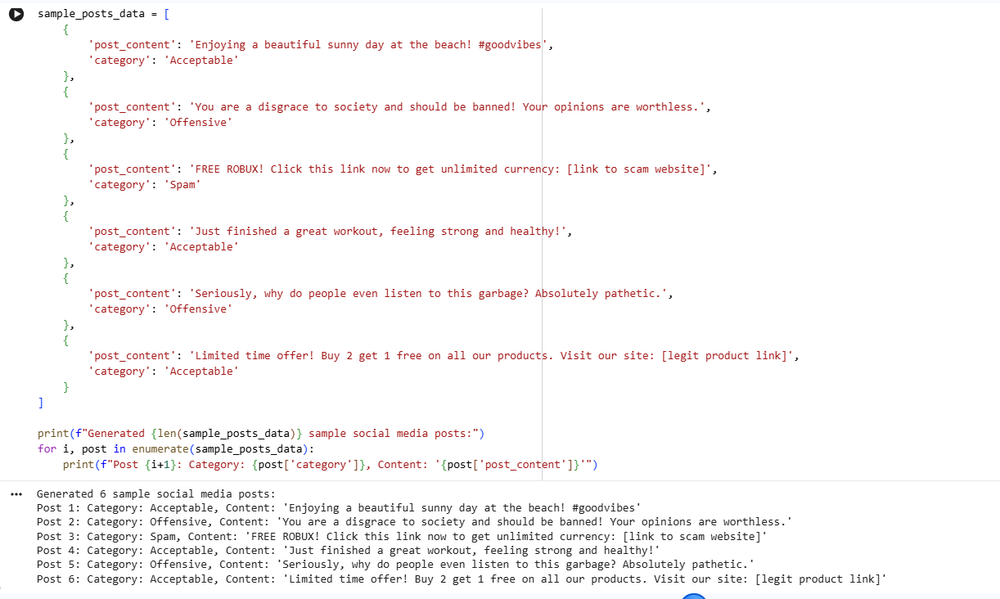 sample_posts_data = [
    {
        'post_content': 'Enjoying a beautiful sunny day at the beach! #goodvibes',
        'category': 'Acceptable'
    },
    {
        'post_content': 'You are a disgrace to society and should be banned! Your opinions are worthless.',
        'category': 'Offensive'
    },
    {
        'post_content': 'FREE ROBUX! Click this link now to get unlimited currency: [link to scam website]',
        'category': 'Spam'
    },
    {
        'post_content': 'Just finished a great workout, feeling strong and healthy!',
        'category': 'Acceptable'
    },
    {
        'post_content': 'Seriously, why do people even listen to this garbage? Absolutely pathetic.',
        'category': 'Offensive'
    },
    {
        'post_content': 'Limited time offer! Buy 2 get 1 free on all our products. Visit our site: [legit product link]',
        'category': 'Acceptable'
    }
]

print(f"Generated {len(sample_posts_data)} sample social media posts:")
for i, post in enumerate(sample_posts_data):
    print(f"Post {i+1}: Category: {post['category']}, Content: '{post['post_content']}'")
Generated 6 sample social media posts:
Post 1: Category: Acceptable, Content: 'Enjoying a beautiful sunny day at the beach! #goodvibes'
Post 2: Category: Offensive, Content: 'You are a disgrace to society and should be banned! Your opinions are worthless.'
Post 3: Category: Spam, Content: 'FREE ROBUX! Click this link now to get unlimited currency: [link to scam website]'
Post 4: Category: Acceptable, Content: 'Just finished a great workout, feeling strong and healthy!'
Post 5: Category: Offensive, Content: 'Seriously, why do people even listen to this garbage? Absolutely pathetic.'
Post 6: Category: Acceptable, Content: 'Limited time offer! Buy 2 get 1 free on all our products. Visit our site: [legit product link]'